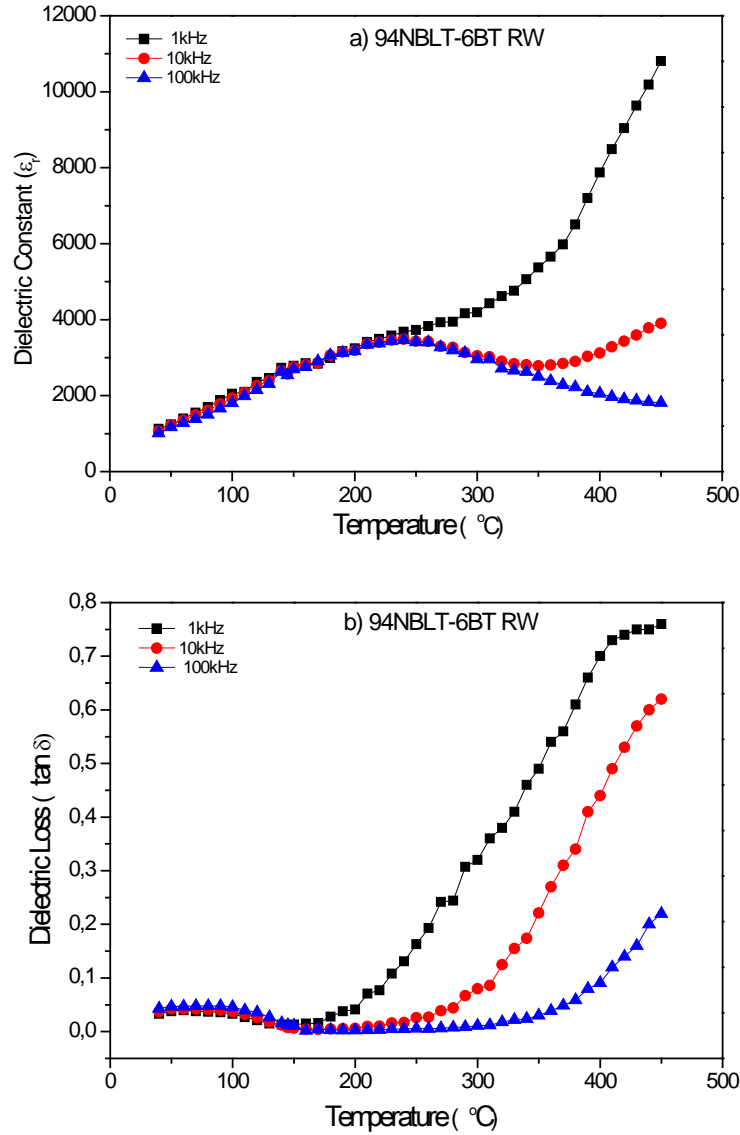 12000
a) 94NBLT-6BT RW
1kHz
10kHz
100kHz
10000
8000
6000
4000
2000
0
Dielectric Constant (εr)
0 100 200 300 400 500
Temperature ( °C)
0,8
b) 94NBLT-6BT RW
1kHz
10kHz
100kHz
0,7
0,6
0,5
0,4
0,3
0,2
0,1
0,0
Dielectric Loss ( tan δ)
0 100 200 300 400 500
Temperature ( °C)